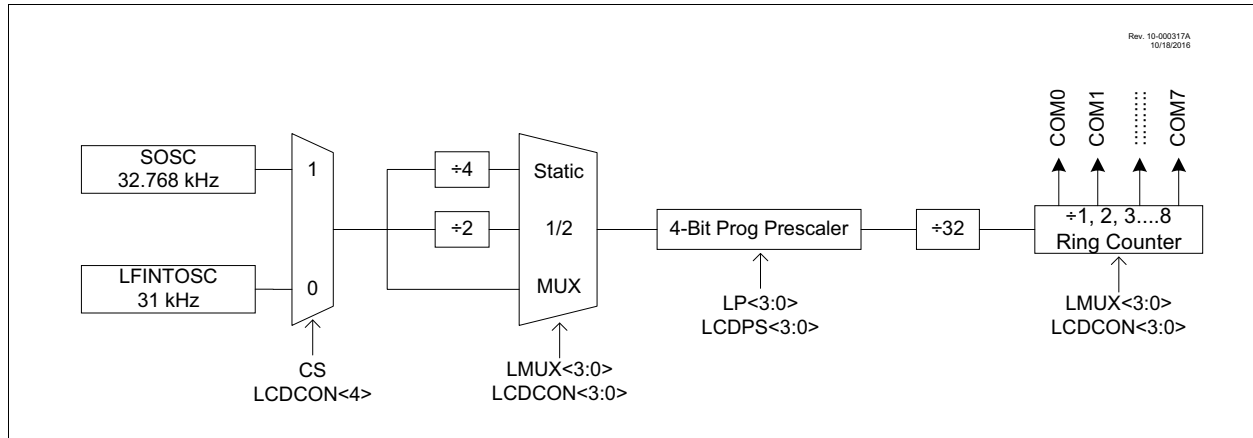 Rev. 10-000317A
10/18/2016
COM0
COM1
COM7
SOSC
32.768 kHz
LFINTOSC
31 kHz
1
0
÷4
÷2
Static
1/2
MUX
4-Bit Prog Prescaler
÷32
÷1, 2, 3....8
Ring Counter
CS
LCDCON<4>
LMUX<3:0>
LCDCON<3:0>
LP<3:0>
LCDPS<3:0>
LMUX<3:0>
LCDCON<3:0>